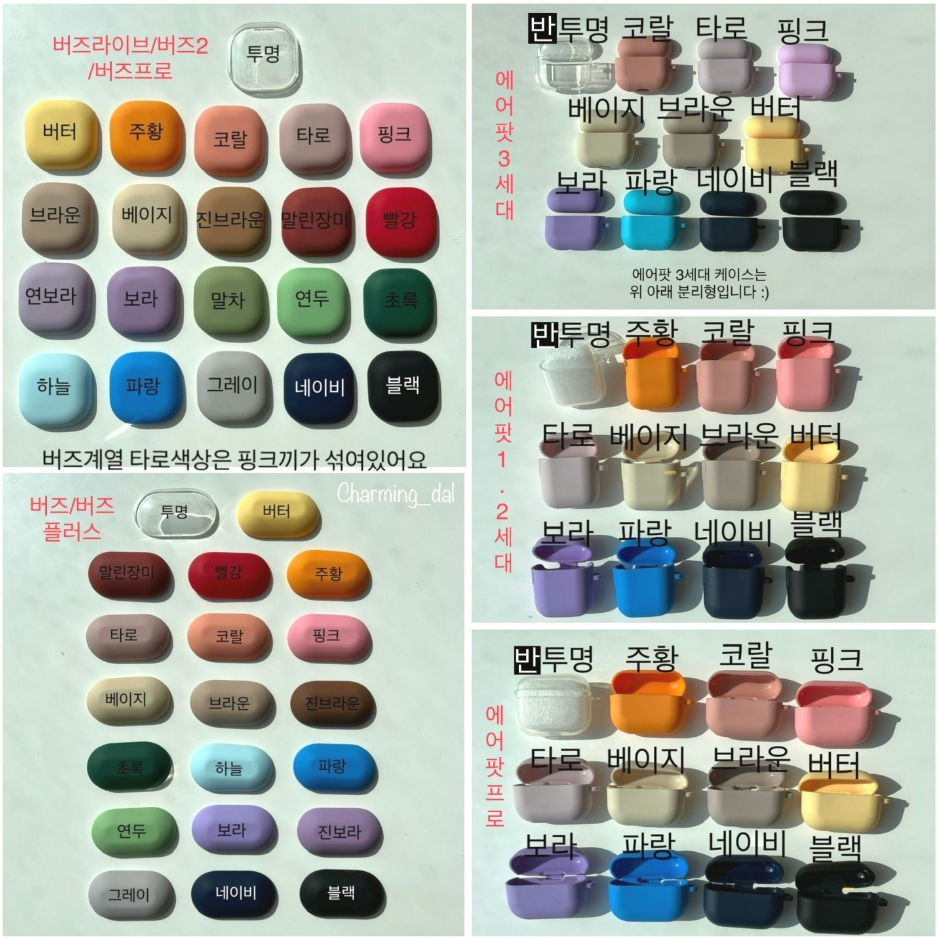 버즈라이브/버즈2
/버즈프로
투명
버터
주황
코랄
타로
핑크
브라운
베이지
진브라운
말린장미
빨강
연보라
보라
말차
연두
초록
하늘
파랑
그레이
네이비
블랙
버즈계열 타로색상은 핑크끼가 섞여있어요
버즈/버즈
플러스
Charming_dal
투명
버터
말린장미
빨강
주황
타로
코랄
핑크
베이지
브라운
진브라운
초록
하늘
파랑
연두
보라
진보라
그레이
네이비
블랙
에어팟3세대
반투명
코랄
타로
핑크
베이지
브라운
버터
보라
파랑
네이비
블랙
에어팟 3세대 케이스는
위 아래 분리형입니다 :)
에어팟1.2세대
반투명
주황
코랄
핑크
타로
베이지
브라운
버터
보라
파랑
네이비
블랙
에어팟프로
반투명
주황
코랄
핑크
타로
베이지
브라운
버터
보라
파랑
네이비
블랙